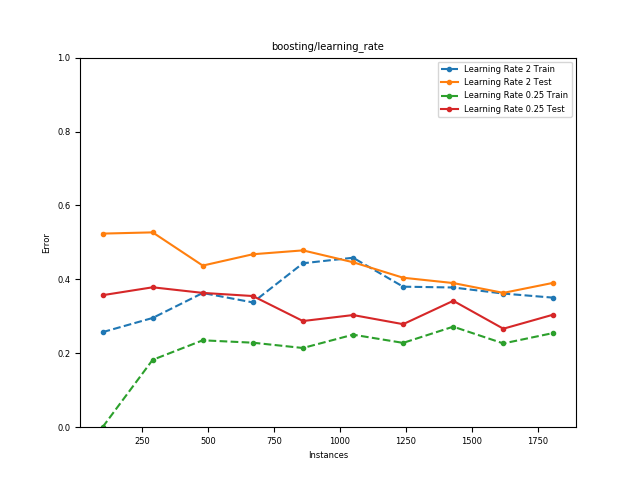 boosting/learning_rate
1.0
0.8
0.6
0.4
0.2
0.0
Error
Learning Rate 2 Train
Learning Rate 2 Test
Learning Rate 0.25 Train
Learning Rate 0.25 Test
250 500 750 1000 1250 1500 1750
Instances